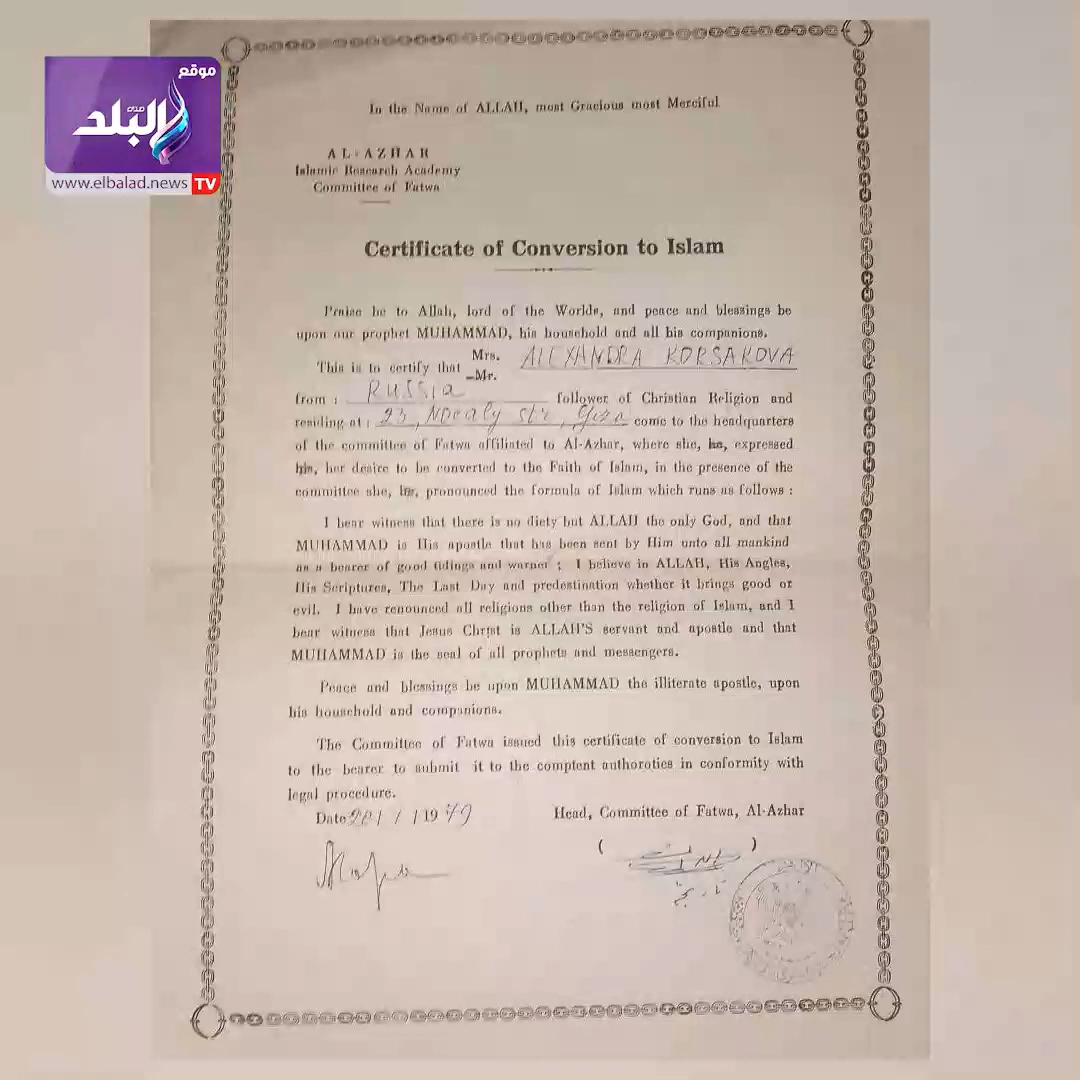 موقع
صدى البلد
www.elbalad.news TV
In the Name of ALLAH, most Gracious most Merciful
AL-AZHAR
Islamic Research Academy
Committee of Fatwa
Certificate of Conversion to Islam
Praise be to Allah, lord of the Worlds, and peace and blessings be
upon our prophet MUHAMMAD, his household and all his companions.
This is to certify that Mrs. ALEXANDRA KORSAKOVA
Mr.
from : RUSSIA follower of Christian Religion and
residing at : 23, str, Giza come to the headquarters
of the committee of Fatwa affiliated to Al-Azhar, where she, he, expressed
his, her desire to be converted to the Faith of Islam, in the presence of the
committee she, he, pronounced the formula of Islam which runs as follows :
I bear witness that there is no diety but ALLAH the only God, and that
MUHAMMAD is His apostle that has been sent by Him unto all mankind
as a bearer of good tidings and warner ; I believe in ALLAH, His Angles,
His Scriptures, The Last Day and predestination whether it brings good or
evil. I have renounced all religions other than the religion of Islam, and I
bear witness that Jesus Christ is ALLAH'S servant and apostle and that
MUHAMMAD is the seal of all prophets and messengers.
Peace and blessings be upon MUHAMMAD the illiterate apostle, upon
his household and companions.
The Committee of Fatwa issued this certificate of conversion to Islam
to the bearer to submit it to the comptent authoroties in conformity with
legal procedure.
Date 20 / 1 / 1979 Head, Committee of Fatwa, Al-Azhar